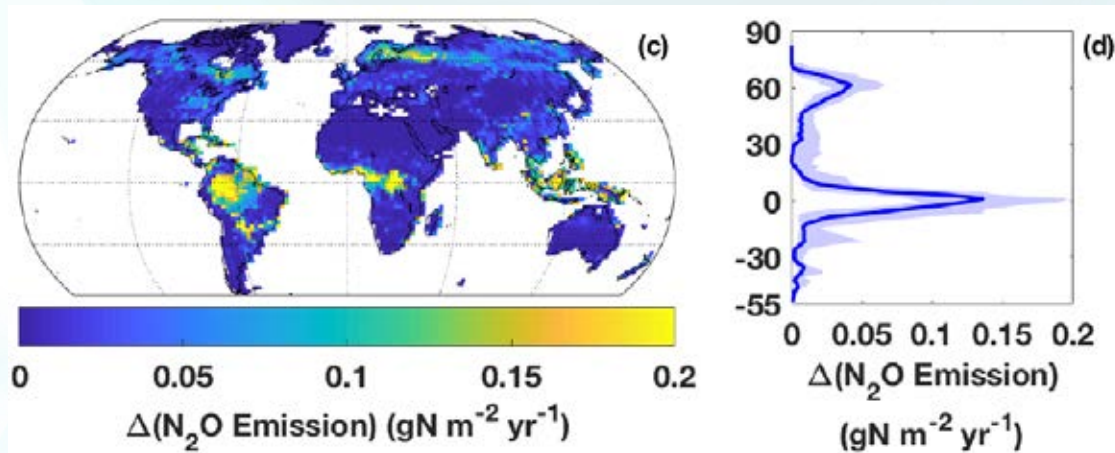 (c)
0 0.05 0.1 0.15 0.2
Δ(N₂O Emission) (gN m⁻² yr⁻¹)
(d)
90
60
30
0
-30
-55
0 0.05 0.1 0.15 0.2
Δ(N₂O Emission)
(gN m⁻² yr⁻¹)